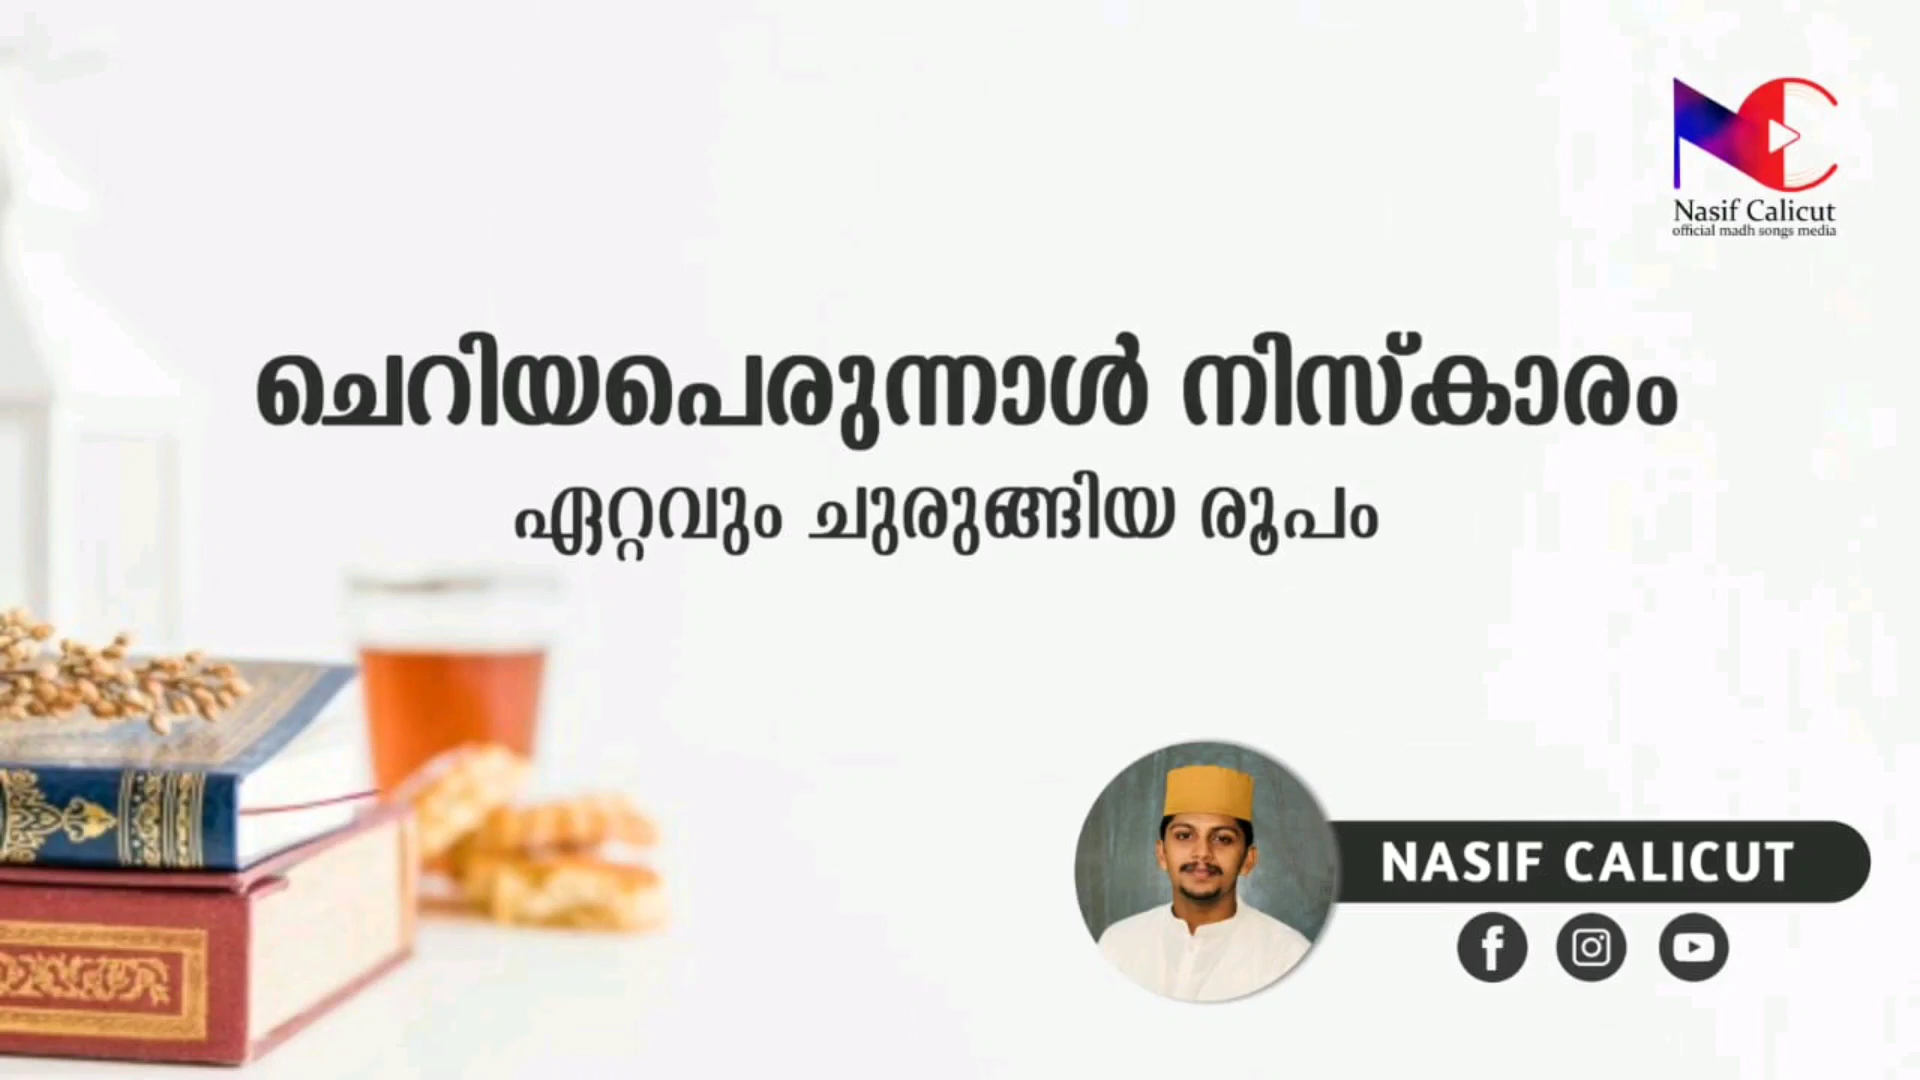 Nasif Calicut
official madh songs media
ചെറിയപെരുന്നാൾ നിസ്കാരം
ഏറ്റവും ചുരുങ്ങിയ രൂപം
NASIF CALICUT